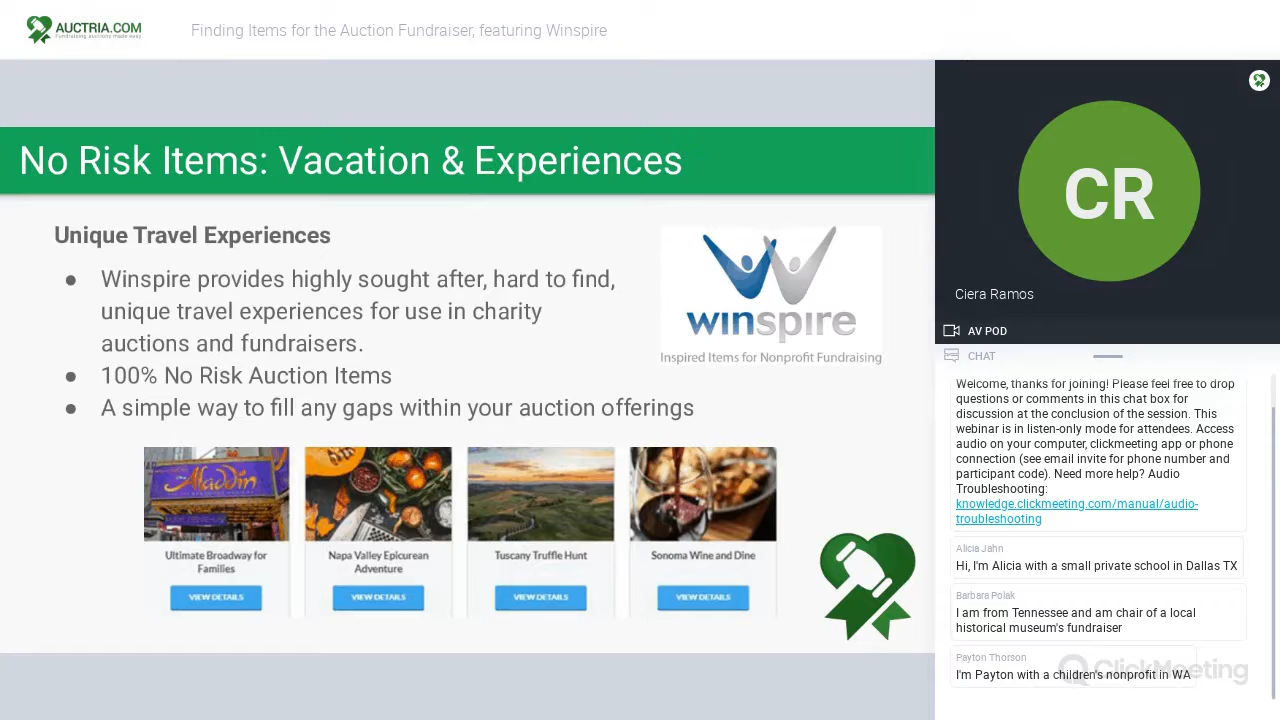 AUCTRIA.COM
Fundraising auctions made easy
Finding Items for the Auction Fundraiser, featuring Winspire
No Risk Items: Vacation & Experiences
Unique Travel Experiences
● Winspire provides highly sought after, hard to find,
unique travel experiences for use in charity
auctions and fundraisers.
● 100% No Risk Auction Items
● A simple way to fill any gaps within your auction offerings
winspire
Inspired Items for Nonprofit Fundraising
Aladdin
Ultimate Broadway for
Families
VIEW DETAILS
Napa Valley Epicurean
Adventure
VIEW DETAILS
Tuscany Truffle Hunt
VIEW DETAILS
Sonoma Wine and Dine
VIEW DETAILS
CR
Ciera Ramos
AV POD
CHAT
Welcome, thanks for joining! Please feel free to drop
questions or comments in this chat box for
discussion at the conclusion of the session. This
webinar is in listen-only mode for attendees. Access
audio on your computer, clickmeeting app or phone
connection (see email invite for phone number and
participant code). Need more help? Audio
Troubleshooting:
knowledge.clickmeeting.com/manual/audio-
troubleshooting
Alicia Jahn
Hi, I'm Alicia with a small private school in Dallas TX
Barbara Polak
I am from Tennessee and am chair of a local
historical museum's fundraiser
Payton Thorson
I'm Payton with a children's nonprofit in WA
ClickMeeting